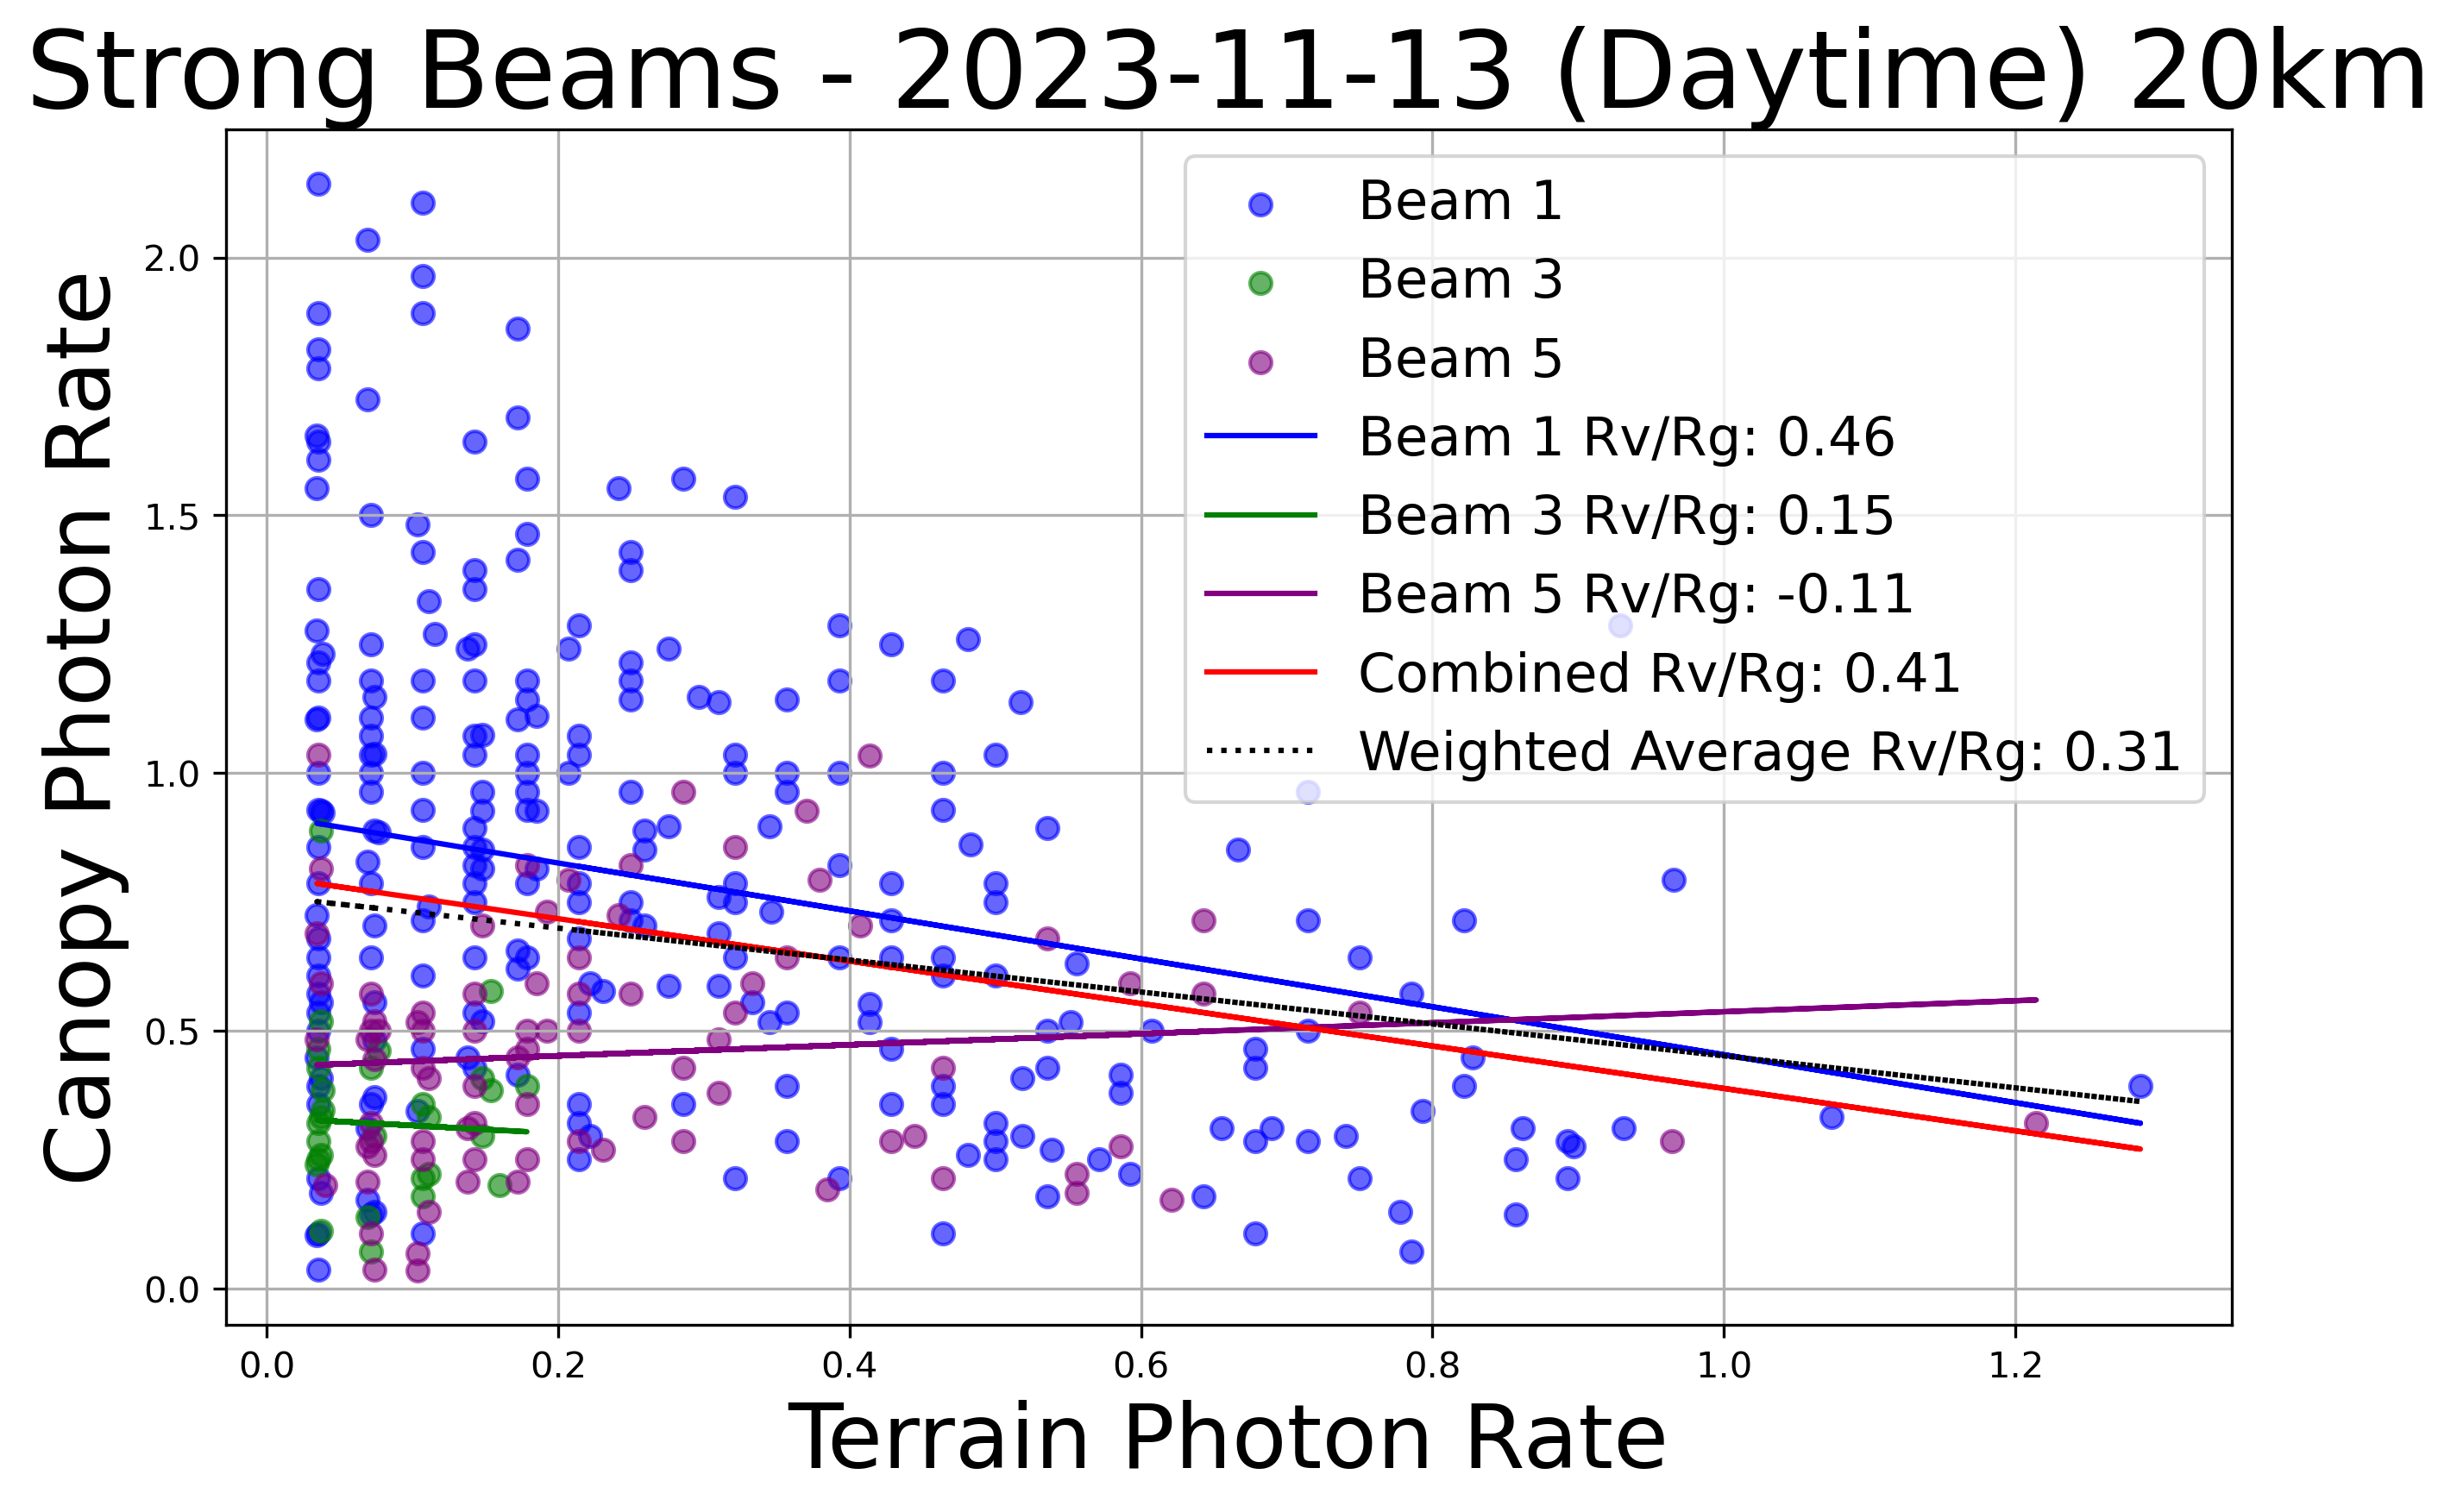 Strong Beams - 2023-11-13 (Daytime) 20km
Canopy Photon Rate
2.0
1.5
1.0
0.5
0.0
Beam 1
Beam 3
Beam 5
Beam 1 Rv/Rg: 0.46
Beam 3 Rv/Rg: 0.15
Beam 5 Rv/Rg: -0.11
Combined Rv/Rg: 0.41
Weighted Average Rv/Rg: 0.31
0.0 0.2 0.4 0.6 0.8 1.0 1.2
Terrain Photon Rate